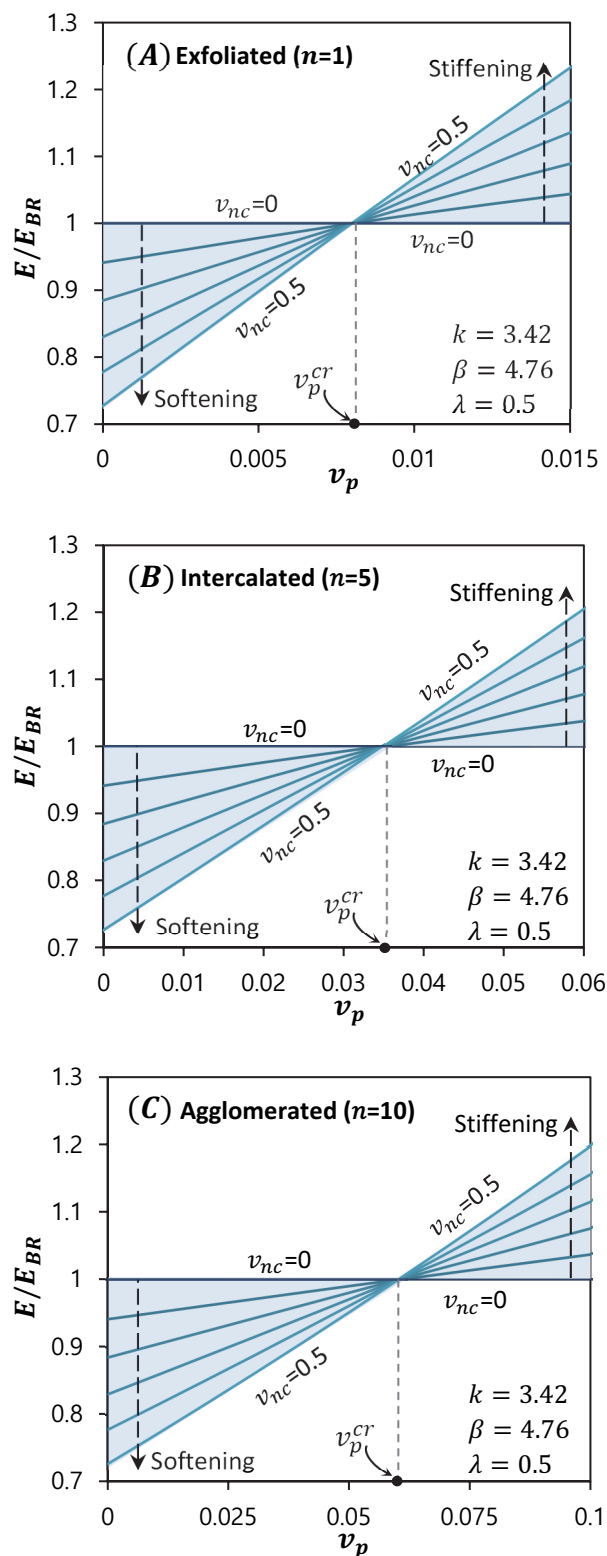 (A) Exfoliated (n=1)
1.3
1.2
1.1
1
0.9
0.8
0.7
E/E_BR
Stiffening
v_nc=0.5
v_nc=0
v_nc=0
v_nc=0.5
v_p^cr
Softening
k = 3.42
β = 4.76
λ = 0.5
0 0.005 0.01 0.015
v_p
(B) Intercalated (n=5)
1.3
1.2
1.1
1
0.9
0.8
0.7
E/E_BR
Stiffening
v_nc=0.5
v_nc=0
v_nc=0
v_nc=0.5
v_p^cr
Softening
k = 3.42
β = 4.76
λ = 0.5
0 0.01 0.02 0.03 0.04 0.05 0.06
v_p
(C) Agglomerated (n=10)
1.3
1.2
1.1
1
0.9
0.8
0.7
E/E_BR
Stiffening
v_nc=0.5
v_nc=0
v_nc=0
v_nc=0.5
v_p^cr
Softening
k = 3.42
β = 4.76
λ = 0.5
0 0.025 0.05 0.075 0.1
v_p